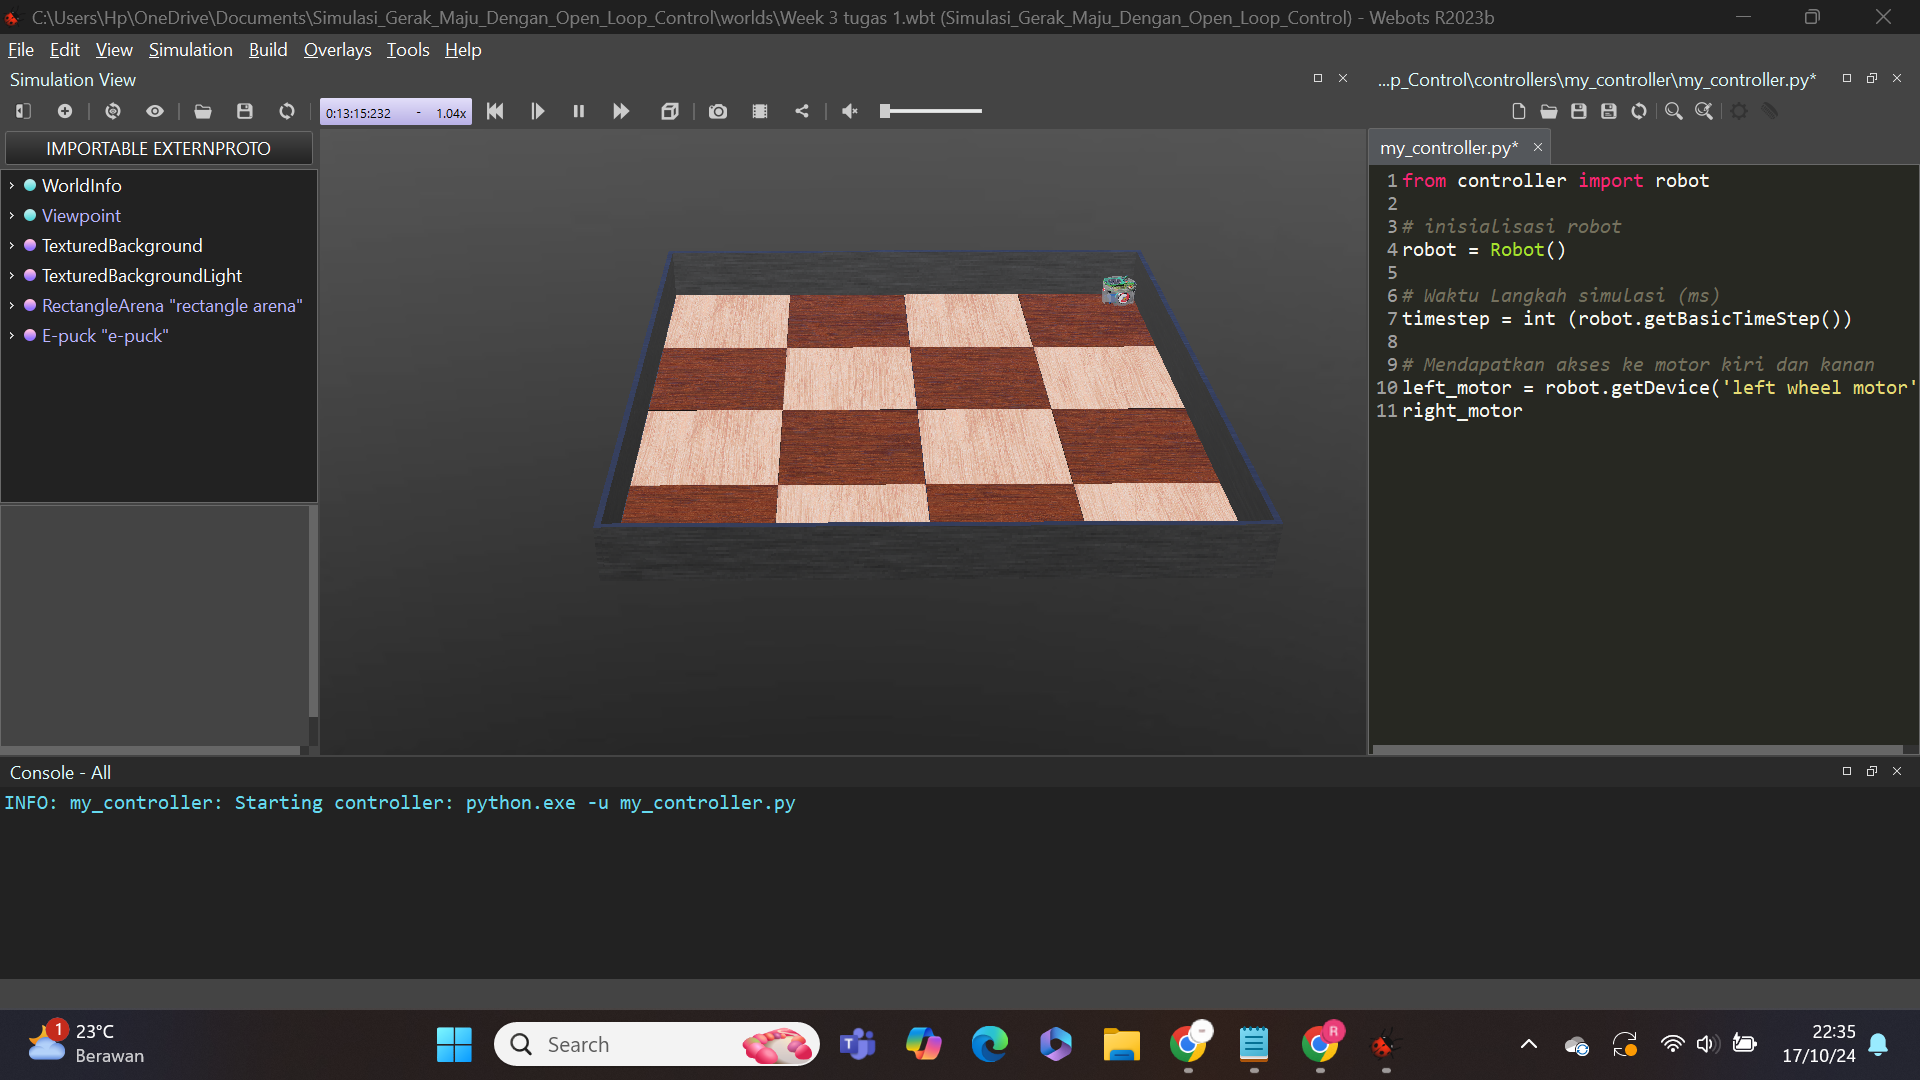 C:\Users\Hp\OneDrive\Documents\Simulasi_Gerak_Maju_Dengan_Open_Loop_Control\worlds\Week 3 tugas 1.wbt (Simulasi_Gerak_Maju_Dengan_Open_Loop_Control) - Webots R2023b
File Edit View Simulation Build Overlays Tools Help
Simulation View
0:13:15:232 - 1.04x
IMPORTABLE EXTERNPROTO
WorldInfo
Viewpoint
TexturedBackground
TexturedBackgroundLight
RectangleArena "rectangle arena"
E-puck "e-puck"
...p_Control\controllers\my_controller\my_controller.py*
my_controller.py*
1 from controller import robot
2
3 # inisialisasi robot
4 robot = Robot()
5
6 # Waktu Langkah simulasi (ms)
7 timestep = int (robot.getBasicTimeStep())
8
9 # Mendapatkan akses ke motor kiri dan kanan
10 left_motor = robot.getDevice('left wheel motor'
11 right_motor
Console - All
INFO: my_controller: Starting controller: python.exe -u my_controller.py
1
23°C
Berawan
Search
R
22:35
17/10/24